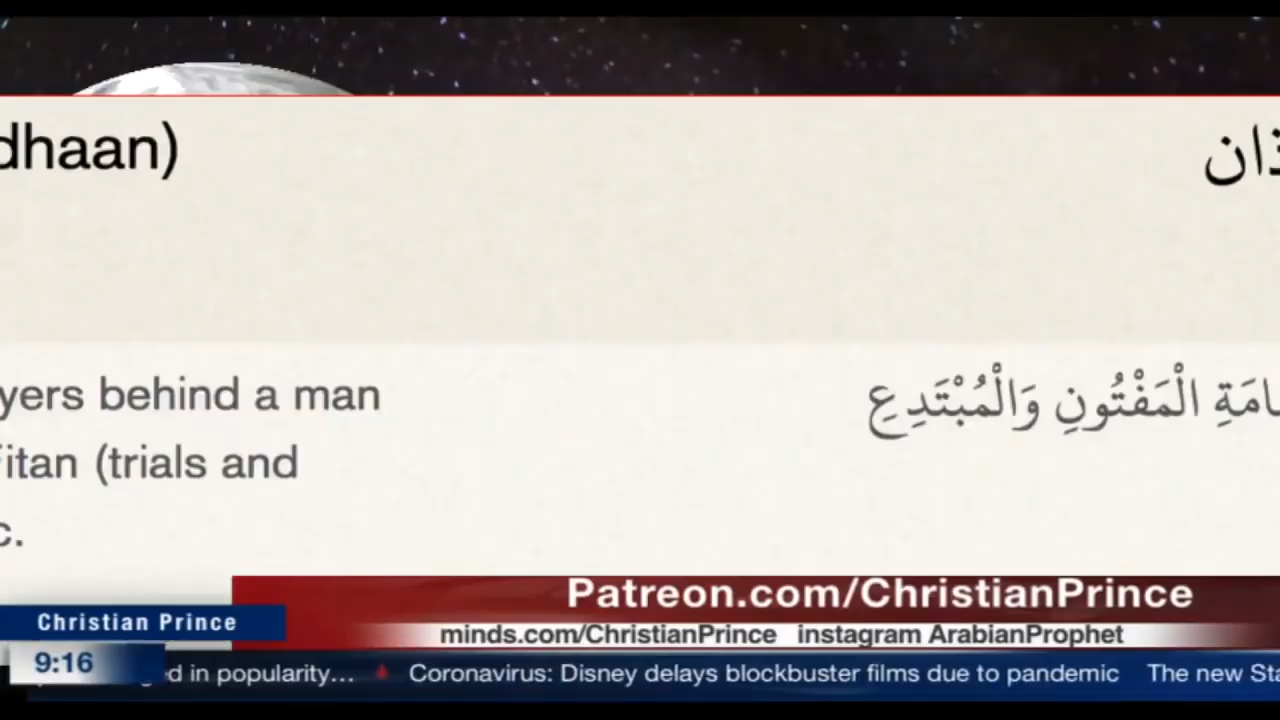 dhaan)
ذان
yers behind a man
امَةِ الْمَفْتُونِ وَالْمُبْتَدِعِ
itan (trials and
c.
Patreon.com/ChristianPrince
Christian Prince
minds.com/ChristianPrince instagram ArabianProphet
9:16
d in popularity... Coronavirus: Disney delays blockbuster films due to pandemic The new Sta